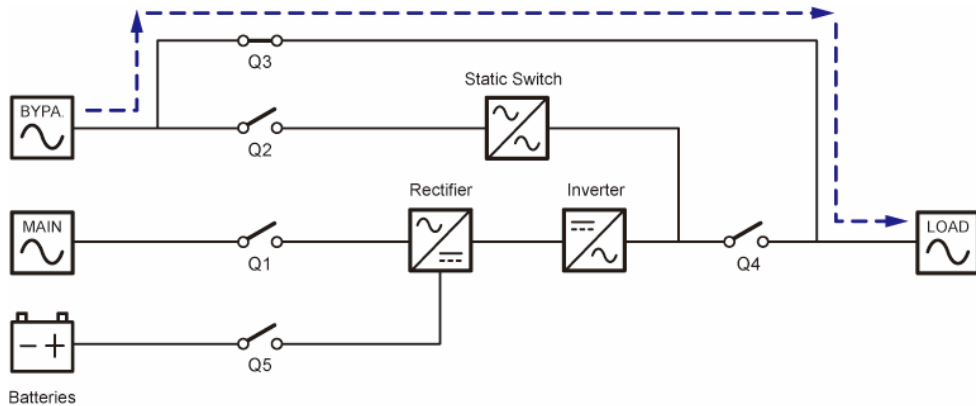 Q3
Static Switch
BYPA.
Q2
Rectifier
Inverter
MAIN
LOAD
Q1
Q4
Q5
Batteries